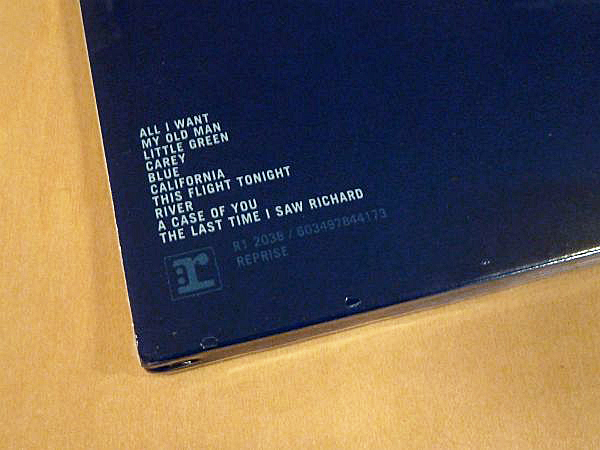 ALL I WANT
MY OLD MAN
LITTLE GREEN
CAREY
BLUE
CALIFORNIA
THIS FLIGHT TONIGHT
RIVER
A CASE OF YOU
THE LAST TIME I SAW RICHARD
R1 2038 / 603497844173
REPRISE
r